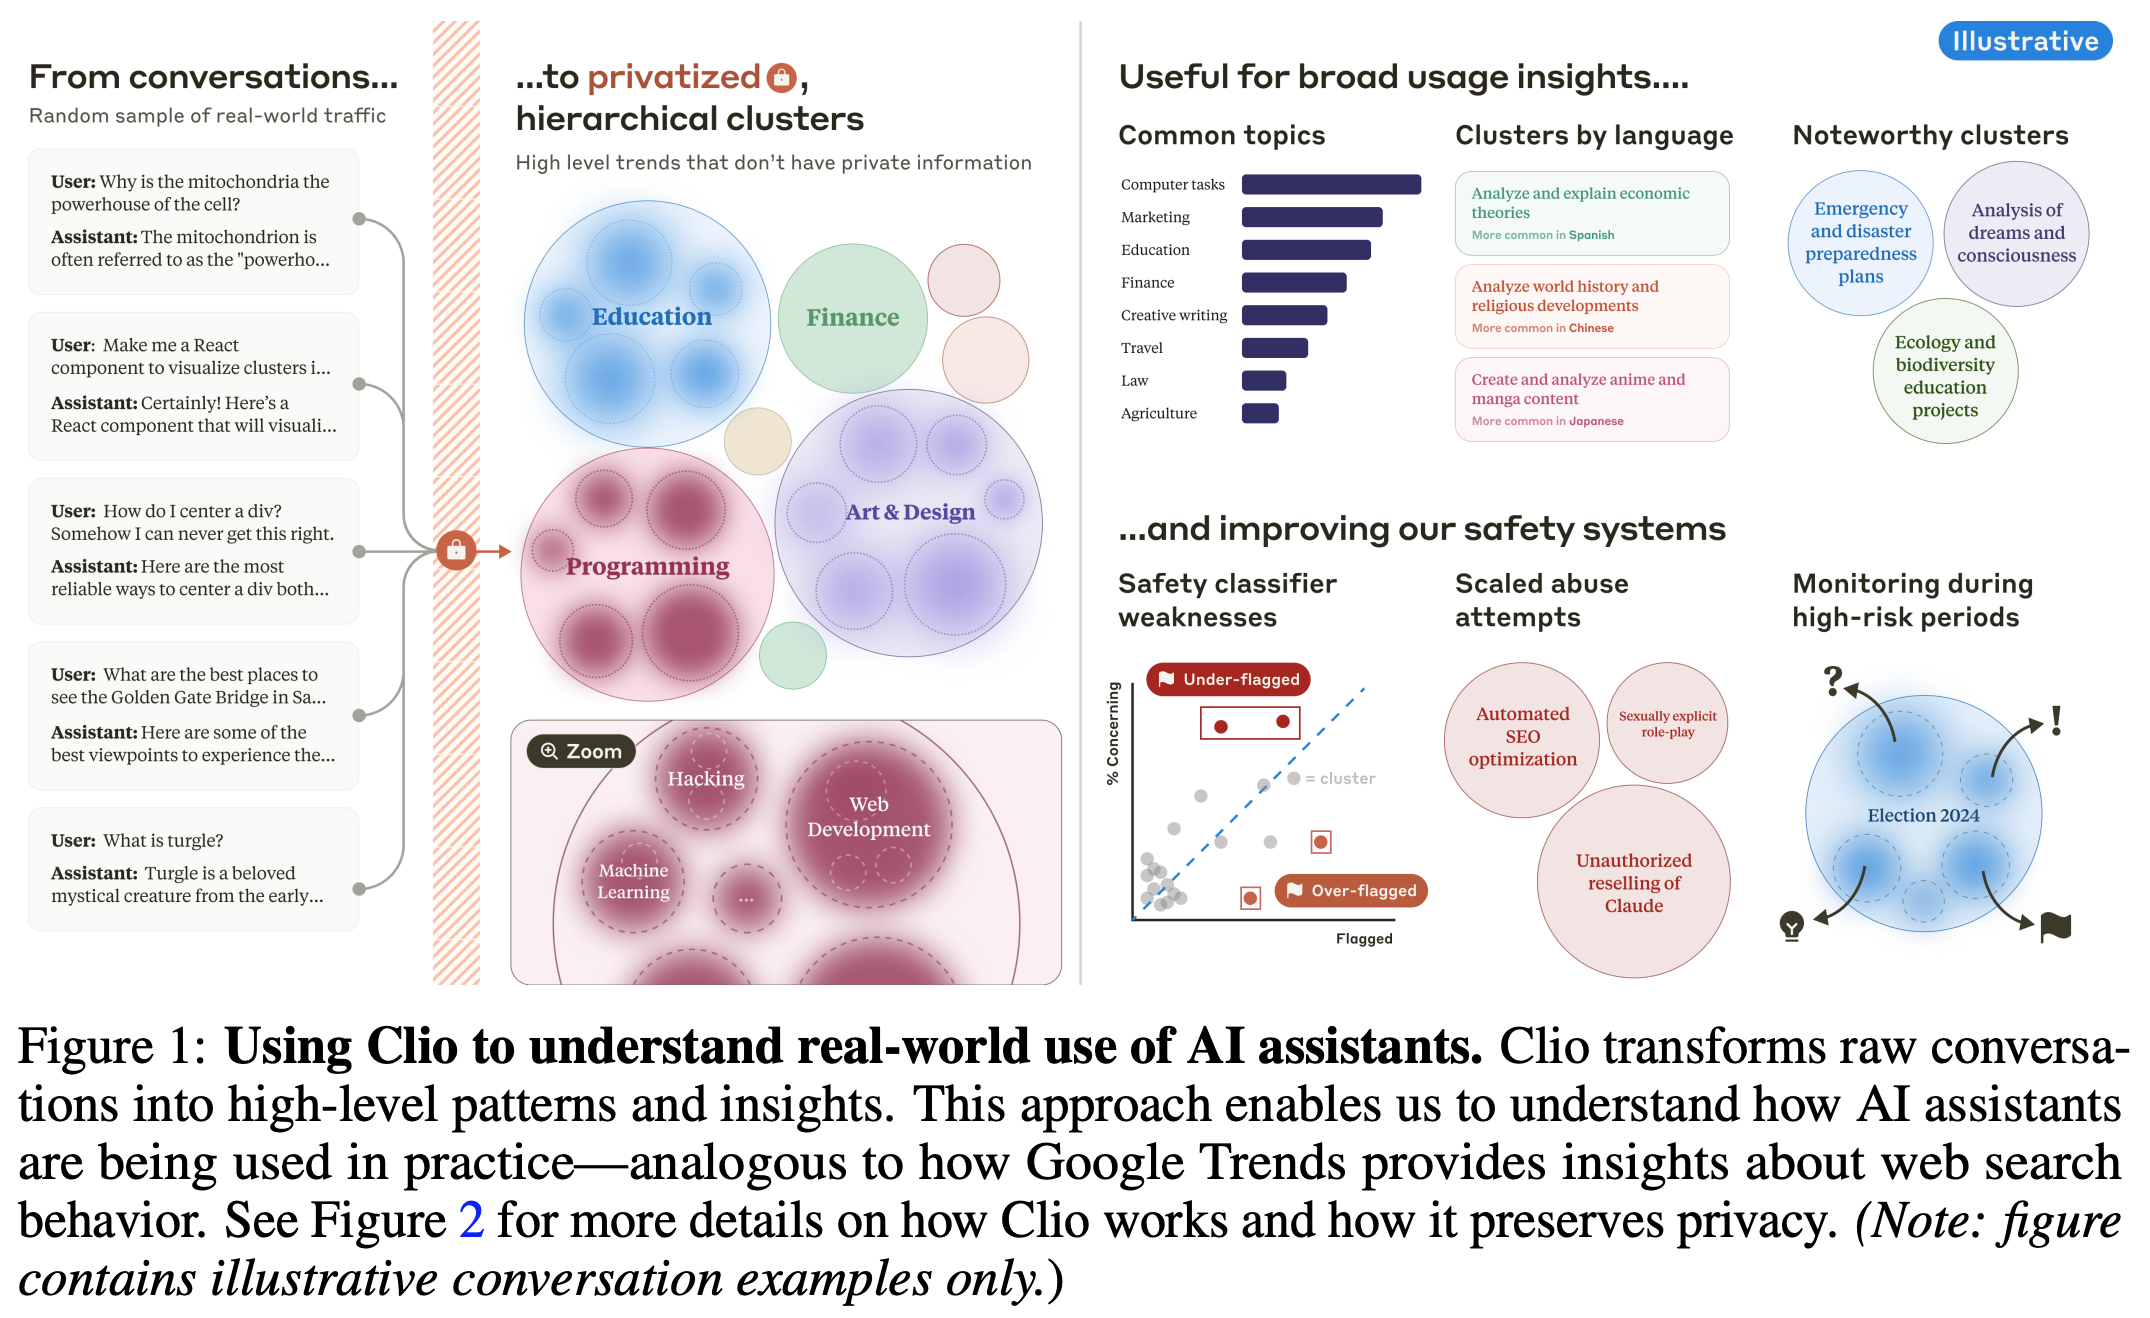 Illustrative
From conversations...
Random sample of real-world traffic
User: Why is the mitochondria the
powerhouse of the cell?
Assistant: The mitochondrion is
often referred to as the "powerho...
User: Make me a React
component to visualize clusters i...
Assistant: Certainly! Here's a
React component that will visuali...
User: How do I center a div?
Somehow I can never get this right.
Assistant: Here are the most
reliable ways to center a div both...
User: What are the best places to
see the Golden Gate Bridge in Sa...
Assistant: Here are some of the
best viewpoints to experience the...
User: What is turgle?
Assistant: Turgle is a beloved
mystical creature from the early...
...to privatized,
hierarchical clusters
High level trends that don't have private information
Education
Finance
Art & Design
Programming
Zoom
Hacking
Web
Development
Machine
Learning
...
Useful for broad usage insights....
Common topics
Computer tasks
Marketing
Education
Finance
Creative writing
Travel
Law
Agriculture
Clusters by language
Analyze and explain economic
theories
More common in Spanish
Analyze world history and
religious developments
More common in Chinese
Create and analyze anime and
manga content
More common in Japanese
Noteworthy clusters
Emergency
and disaster
preparedness
plans
Analysis of
dreams and
consciousness
Ecology and
biodiversity
education
projects
...and improving our safety systems
Safety classifier
weaknesses
% Concerning
Under-flagged
= cluster
Over-flagged
Flagged
Scaled abuse
attempts
Automated
SEO
optimization
Sexually explicit
role-play
Unauthorized
reselling of
Claude
Monitoring during
high-risk periods
?
!
Election 2024
Figure 1: Using Clio to understand real-world use of AI assistants. Clio transforms raw conversa-
tions into high-level patterns and insights. This approach enables us to understand how AI assistants
are being used in practice—analogous to how Google Trends provides insights about web search
behavior. See Figure 2 for more details on how Clio works and how it preserves privacy. (Note: figure
contains illustrative conversation examples only.)